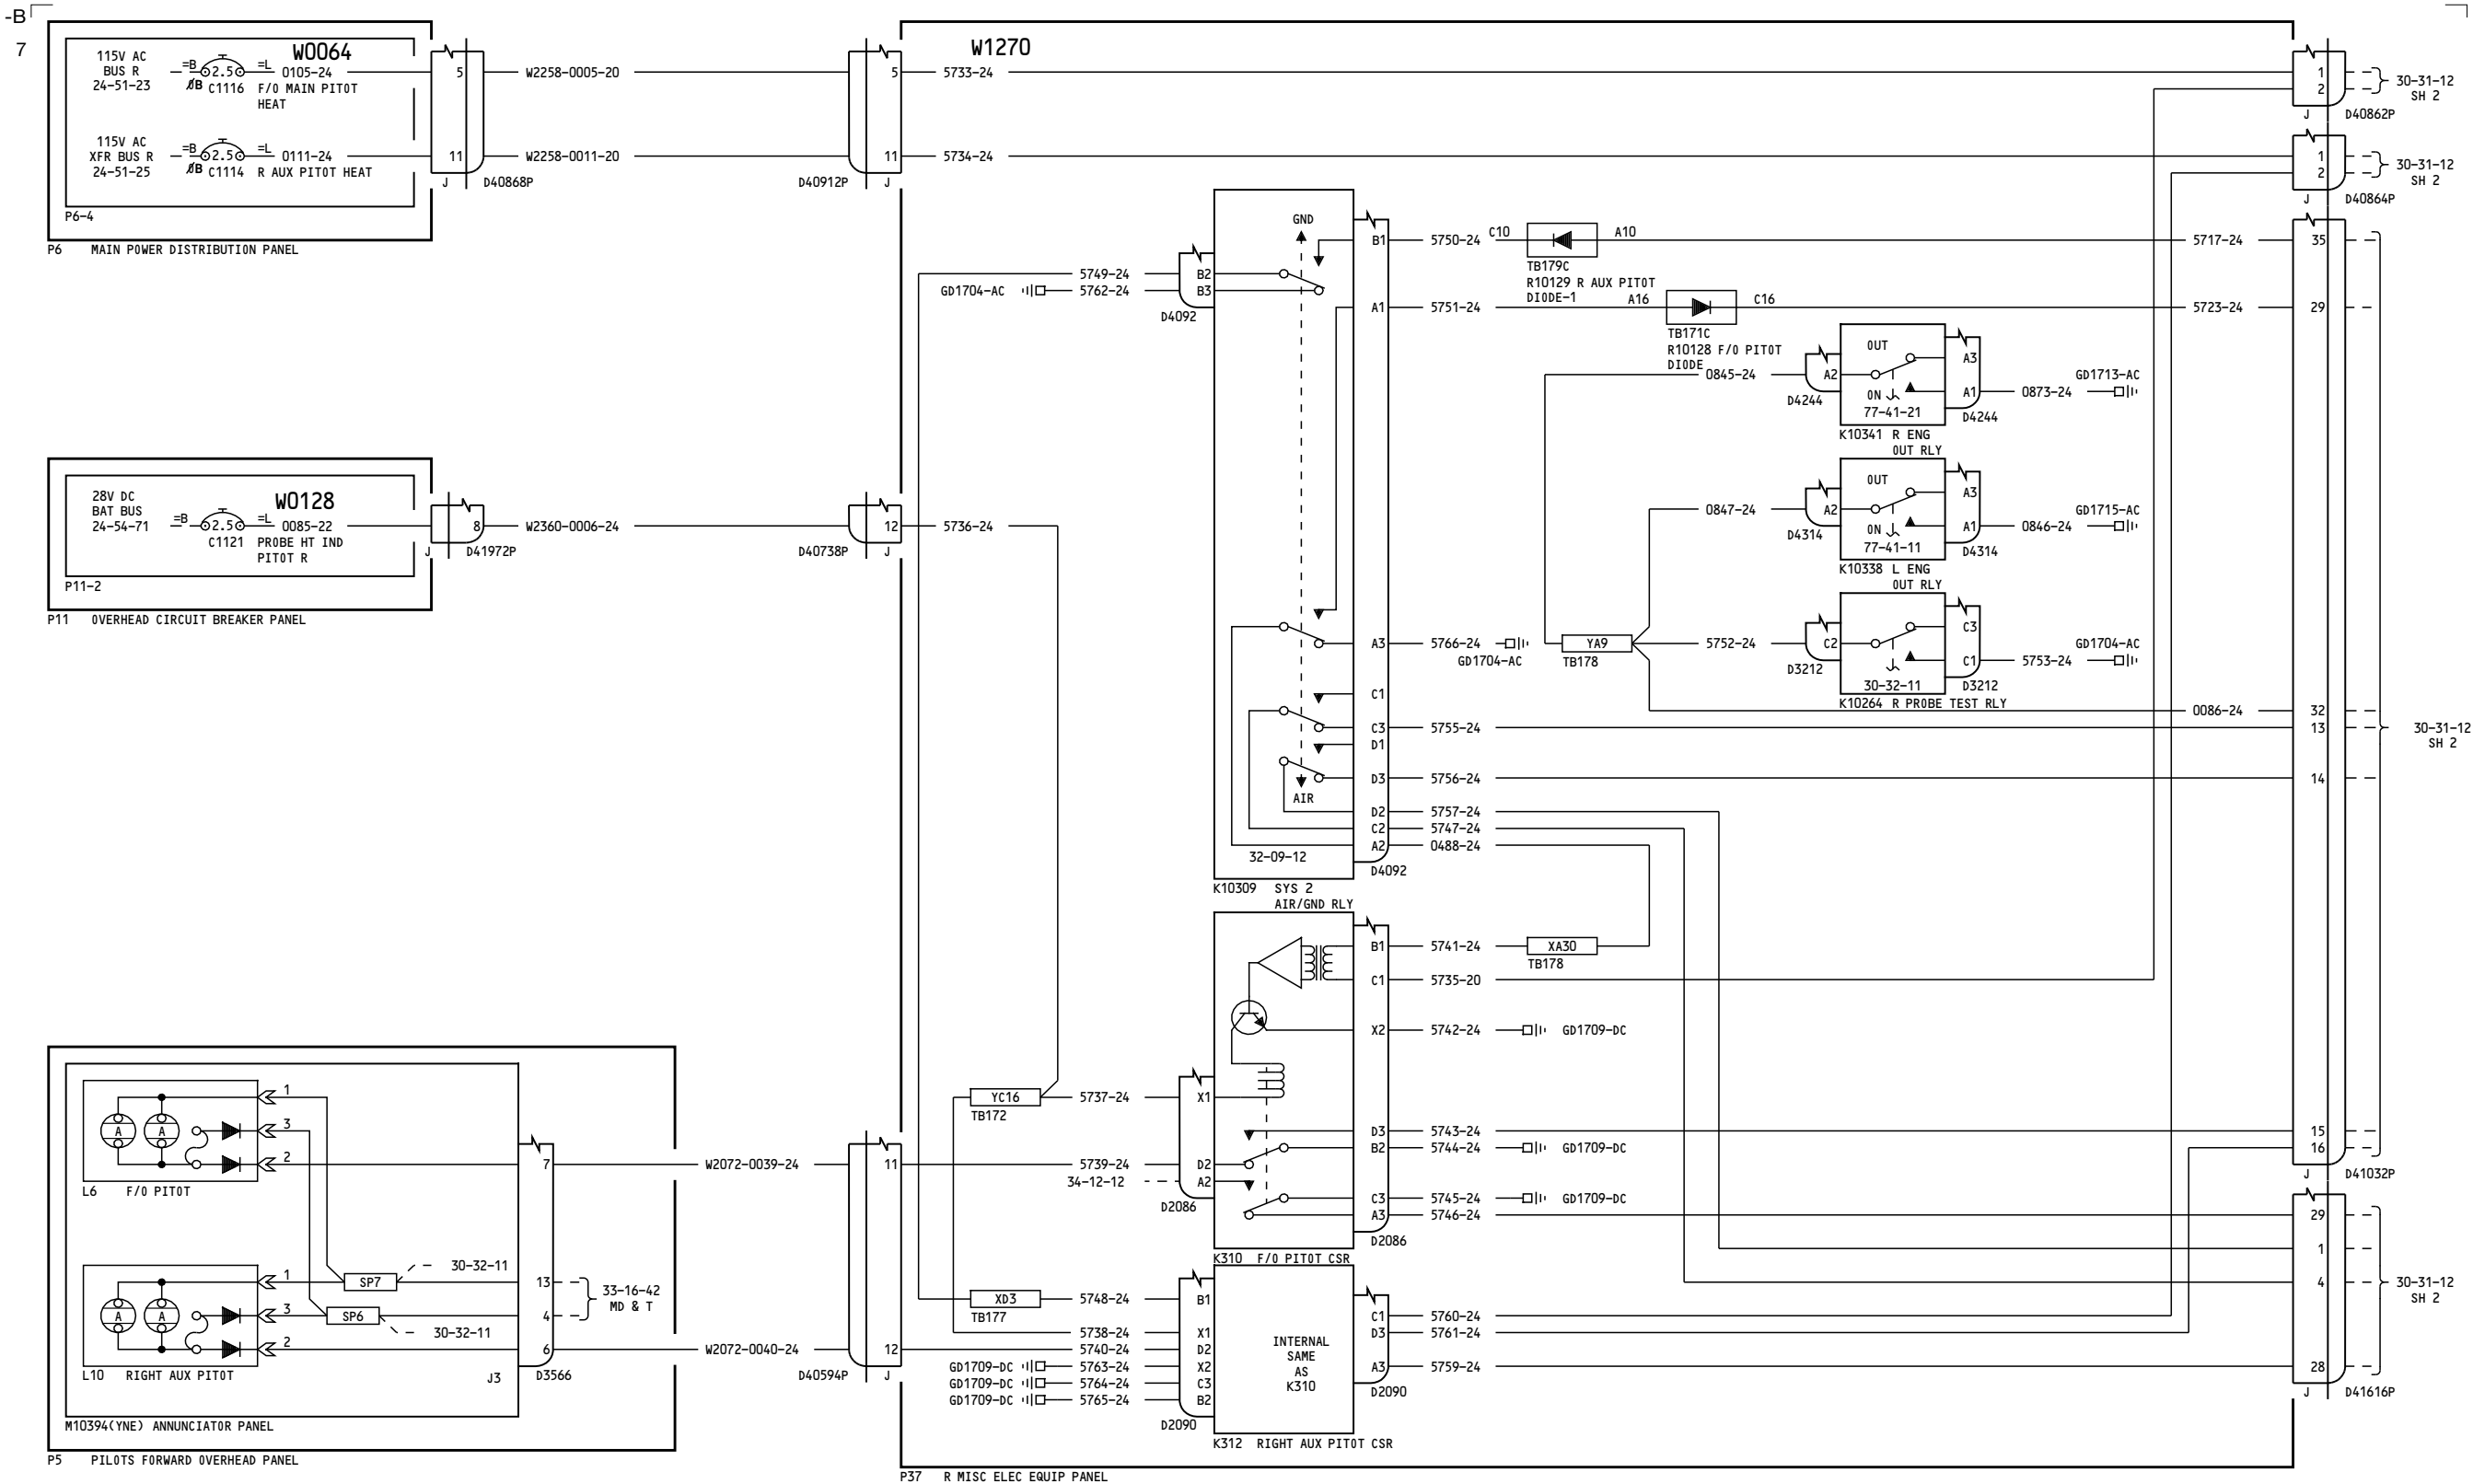 -B
7
W0064
115V AC
BUS R
24-51-23
=B
2.5
=L
0105-24
ØB
C1116
F/O MAIN PITOT
HEAT
115V AC
XFR BUS R
24-51-25
=B
2.5
=L
0111-24
ØB
C1114
R AUX PITOT HEAT
P6-4
P6
MAIN POWER DISTRIBUTION PANEL
5
11
J
D40868P
W2258-0005-20
W2258-0011-20
5
11
D40912P
J
W1270
5733-24
5734-24
1
2
J
D40862P
30-31-12
SH 2
1
2
J
D40864P
30-31-12
SH 2
W0128
28V DC
BAT BUS
24-54-71
=B
2.5
=L
0085-22
C1121
PROBE HT IND
PITOT R
P11-2
P11
OVERHEAD CIRCUIT BREAKER PANEL
8
J
D41972P
W2360-0006-24
12
D40738P
J
5736-24
5749-24
GD1704-AC
5762-24
B2
B3
D4092
GND
AIR
32-09-12
K10309
SYS 2
AIR/GND RLY
B1
A1
A3
C1
C3
D1
D3
D2
C2
A2
D4092
5750-24
C10
A10
TB179C
R10129 R AUX PITOT
DIODE-1
5717-24
35
5751-24
A16
C16
TB171C
R10128 F/O PITOT
DIODE
5723-24
29
0845-24
A2
D4244
OUT
ON
77-41-21
A3
A1
D4244
K10341 R ENG
OUT RLY
0873-24
GD1713-AC
0847-24
A2
D4314
OUT
ON
77-41-11
A3
A1
D4314
K10338 L ENG
OUT RLY
0846-24
GD1715-AC
5766-24
GD1704-AC
YA9
TB178
5752-24
C2
D3212
30-32-11
C3
C1
D3212
K10264 R PROBE TEST RLY
5753-24
GD1704-AC
0086-24
32
5755-24
13
5756-24
14
30-31-12
SH 2
5757-24
5747-24
0488-24
B1
C1
X2
X1
D3
B2
D2
A2
C3
A3
D2086
D2086
K310
F/O PITOT CSR
5741-24
XA30
TB178
5735-20
5742-24
GD1709-DC
YC16
TB172
5737-24
5743-24
15
5744-24
GD1709-DC
16
5739-24
34-12-12
5745-24
GD1709-DC
5746-24
J
D41032P
29
1
4
28
J
D41616P
30-31-12
SH 2
A
A
1
3
2
L6
F/O PITOT
A
A
1
3
2
L10
RIGHT AUX PITOT
SP7
30-32-11
SP6
30-32-11
7
13
4
6
J3
D3566
33-16-42
MD & T
M10394(YNE) ANNUNCIATOR PANEL
P5
PILOTS FORWARD OVERHEAD PANEL
W2072-0039-24
W2072-0040-24
11
12
D40594P
J
XD3
TB177
5748-24
5738-24
5740-24
GD1709-DC
5763-24
GD1709-DC
5764-24
GD1709-DC
5765-24
B1
X1
D2
X2
C3
B2
D2090
INTERNAL
SAME
AS
K310
C1
D3
A3
D2090
K312
RIGHT AUX PITOT CSR
5760-24
5761-24
5759-24
P37
R MISC ELEC EQUIP PANEL